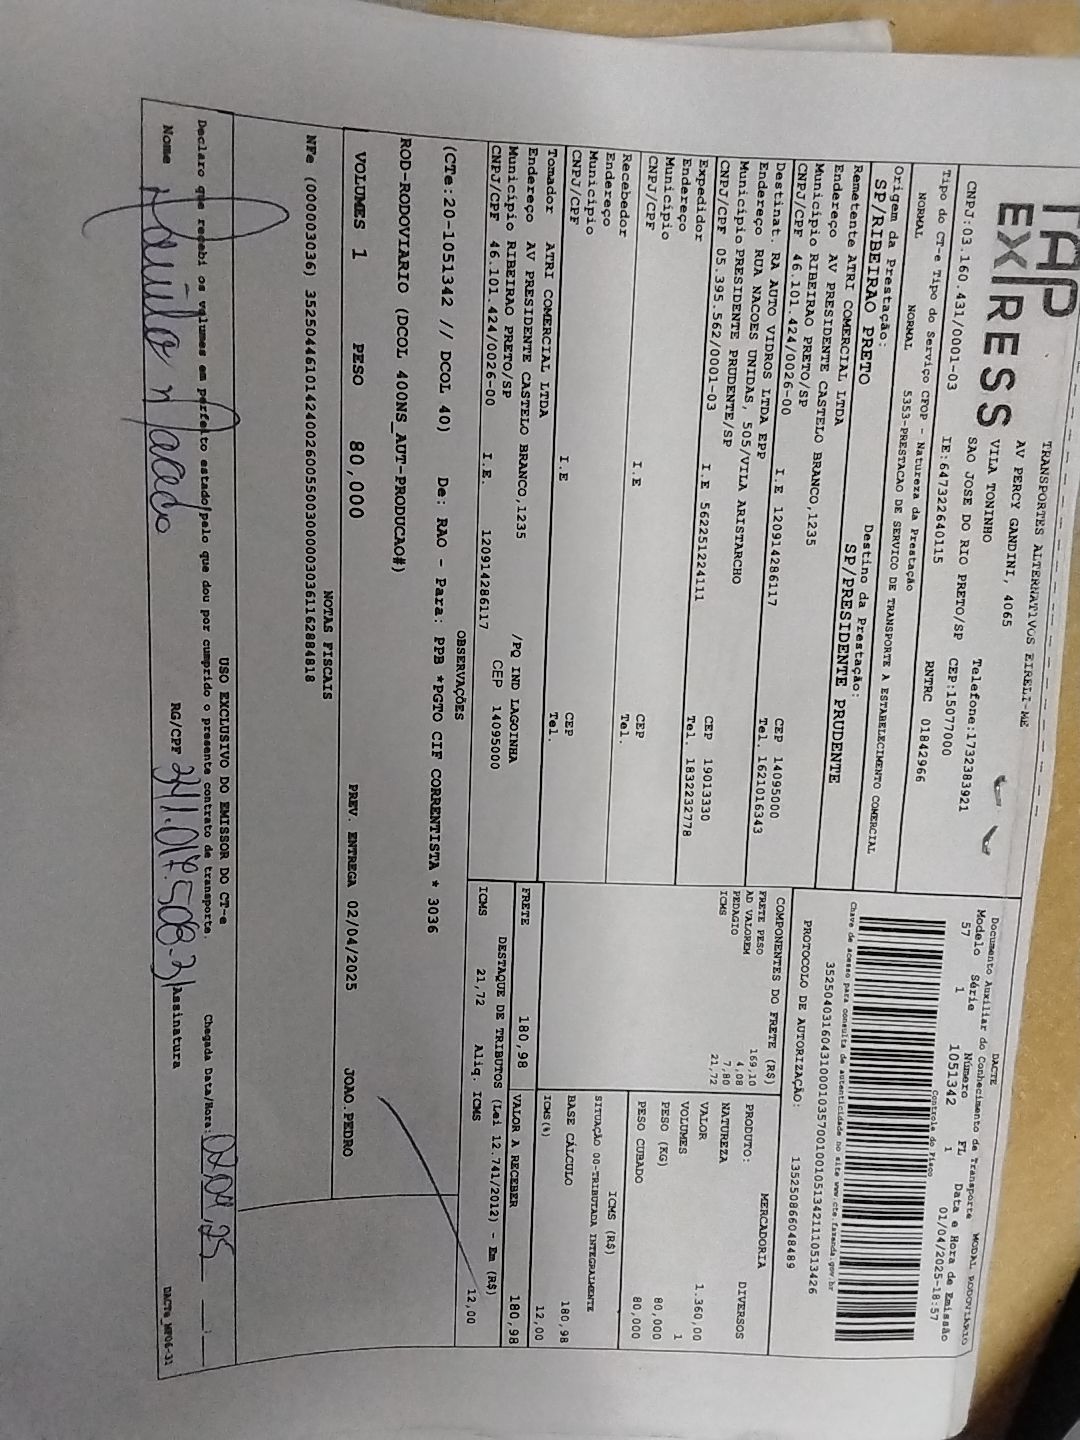 TAP
EXPRESS
TRANSPORTES ALTERNATIVOS EIRELI-ME
AV PERCY GANDINI, 4065
VILA TONINHO
SAO JOSE DO RIO PRETO/SP
Telefone:1732383921
CNPJ:03.160.431/0001-03 IE:647322640115 CEP:15077000
Tipo do CT-e Tipo do Serviço CFOP - Natureza da Prestação RNTRC 01842966
NORMAL NORMAL 5353-PRESTACAO DE SERVICO DE TRANSPORTE A ESTABELECIMENTO COMERCIAL
Origem da Prestação: Destino da Prestação:
SP/RIBEIRAO PRETO SP/PRESIDENTE PRUDENTE
Remetente ATRI COMERCIAL LTDA
Endereço AV PRESIDENTE CASTELO BRANCO,1235
Município RIBEIRAO PRETO/SP CEP 14095000
CNPJ/CPF 46.101.424/0026-00 I.E 120914286117 Tel. 1621016343
Destinat. RA AUTO VIDROS LTDA EPP
Endereço RUA NACOES UNIDAS, 505/VILA ARISTARCHO
Município PRESIDENTE PRUDENTE/SP CEP 19013330
CNPJ/CPF 05.395.562/0001-03 I.E 562251224111 Tel. 1832232778
Expedidor
Endereço
Município CEP
CNPJ/CPF I.E Tel.
Recebedor
Endereço
Município CEP
CNPJ/CPF I.E Tel.
Tomador ATRI COMERCIAL LTDA
Endereço AV PRESIDENTE CASTELO BRANCO,1235 /PQ IND LAGOINHA
Município RIBEIRAO PRETO/SP CEP 14095000
CNPJ/CPF 46.101.424/0026-00 I.E. 120914286117
DACTE MODAL RODOVIÁRIO
Documento Auxiliar do Conhecimento de Transporte
Modelo Série Número FL Data e Hora de Emissão
57 1 1051342 1 01/04/2025-18:57
Controle do Fisco
Chave de acesso para consulta de autenticidade no site www.cte.fazenda.gov.br
35250403160431000103570010010513421110513426
PROTOCOLO DE AUTORIZAÇÃO: 135250866048489
COMPONENTES DO FRETE (R$)
FRETE PESO 169,10
AD VALOREM 4,08
PEDAGIO 7,80
ICMS 21,72
MERCADORIA
PRODUTO: DIVERSOS
NATUREZA
VALOR 1.360,00
VOLUMES 1
PESO (KG) 80,000
PESO CUBADO 80,000
ICMS (R$)
SITUAÇÃO 00-TRIBUTADA INTEGRALMENTE
BASE CÁLCULO 180,98
ICMS(%) 12,00
FRETE 180,98 VALOR A RECEBER 180,98
DESTAQUE DE TRIBUTOS (Lei 12.741/2012) - Em (R$)
ICMS 21,72 Aliq. ICMS 12,00
OBSERVAÇÕES
(CTe:20-1051342 // DCOL 40) De: RAO - Para: PPB *PGTO CIF CORRENTISTA * 3036
ROD-RODOVIARIO (DCOL 400NS_AUT-PRODUCAO#)
VOLUMES 1 PESO 80,000 PREV. ENTREGA 02/04/2025 JOAO.PEDRO
NOTAS FISCAIS
NFe (000003036) 35250446101424002600550030000030361162884818
USO EXCLUSIVO DO EMISSOR DO CT-e
Declaro que recebi os volumes em perfeito estado/pelo que dou por cumprido o presente contrato de transporte. Chegada Data/Hora:
Nome RG/CPF Assinatura
DACTe_MF06-31